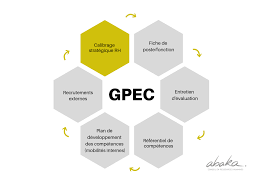 Calibrage
stratégique RH
Fiche de
poste/fonction
Recrutements
externes
GPEC
Entretien
d'évaluation
Plan de
développement
des compétences
(mobilités internes)
Référentiel de
compétences
abaka.